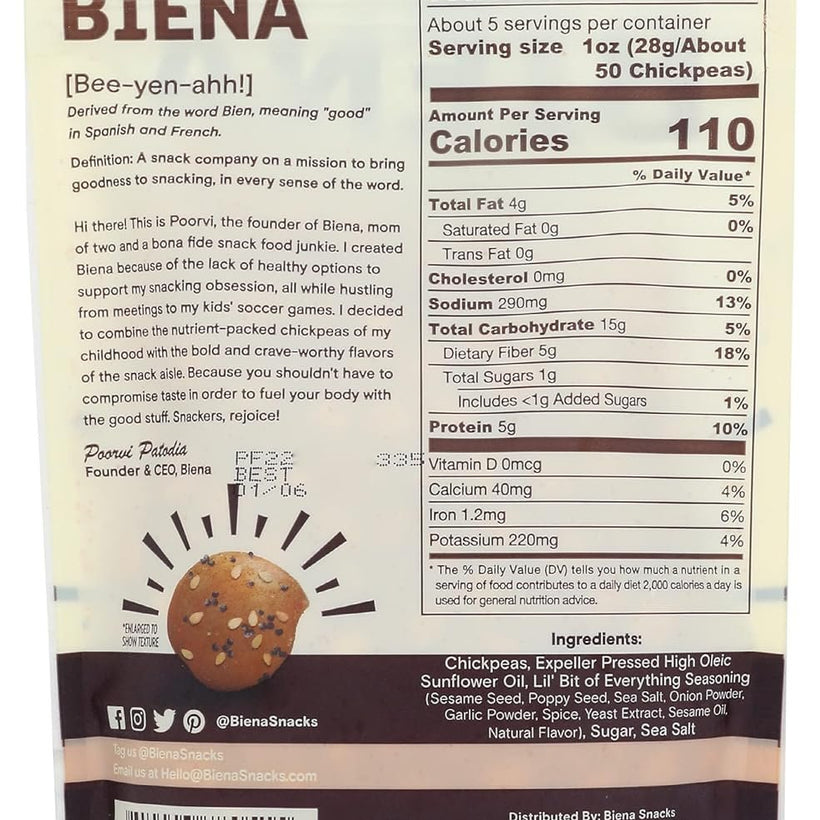 BIENA
[Bee-yen-ahh!]
Derived from the word Bien, meaning "good"
in Spanish and French.
Definition: A snack company on a mission to bring
goodness to snacking, in every sense of the word.
Hi there! This is Poorvi, the founder of Biena, mom
of two and a bona fide snack food junkie. I created
Biena because of the lack of healthy options to
support my snacking obsession, all while hustling
from meetings to my kids' soccer games. I decided
to combine the nutrient-packed chickpeas of my
childhood with the bold and crave-worthy flavors
of the snack aisle. Because you shouldn't have to
compromise taste in order to fuel your body with
the good stuff. Snackers, rejoice!
Poorvi Patodia
Founder & CEO, Biena
PF22 335
BEST
01/06
*ENLARGED TO
SHOW TEXTURE
@BienaSnacks
Tag us @BienaSnacks
Email us at Hello@BienaSnacks.com
About 5 servings per container
Serving size 1oz (28g/About
50 Chickpeas)
Amount Per Serving
Calories 110
% Daily Value*
Total Fat 4g 5%
Saturated Fat 0g 0%
Trans Fat 0g
Cholesterol 0mg 0%
Sodium 290mg 13%
Total Carbohydrate 15g 5%
Dietary Fiber 5g 18%
Total Sugars 1g
Includes <1g Added Sugars 1%
Protein 5g 10%
Vitamin D 0mcg 0%
Calcium 40mg 4%
Iron 1.2mg 6%
Potassium 220mg 4%
* The % Daily Value (DV) tells you how much a nutrient in a
serving of food contributes to a daily diet 2,000 calories a day is
used for general nutrition advice.
Ingredients:
Chickpeas, Expeller Pressed High Oleic
Sunflower Oil, Lil' Bit of Everything Seasoning
(Sesame Seed, Poppy Seed, Sea Salt, Onion Powder,
Garlic Powder, Spice, Yeast Extract, Sesame Oil,
Natural Flavor), Sugar, Sea Salt
Distributed By: Biena Snacks